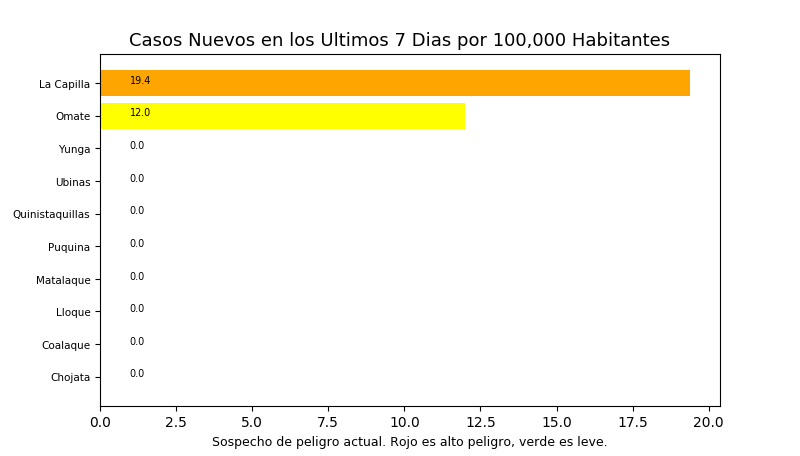 Casos Nuevos en los Ultimos 7 Dias por 100,000 Habitantes
La Capilla 19.4
Omate 12.0
Yunga 0.0
Ubinas 0.0
Quinistaquillas 0.0
Puquina 0.0
Matalaque 0.0
Lloque 0.0
Coalaque 0.0
Chojata 0.0
0.0 2.5 5.0 7.5 10.0 12.5 15.0 17.5 20.0
Sospecho de peligro actual. Rojo es alto peligro, verde es leve.